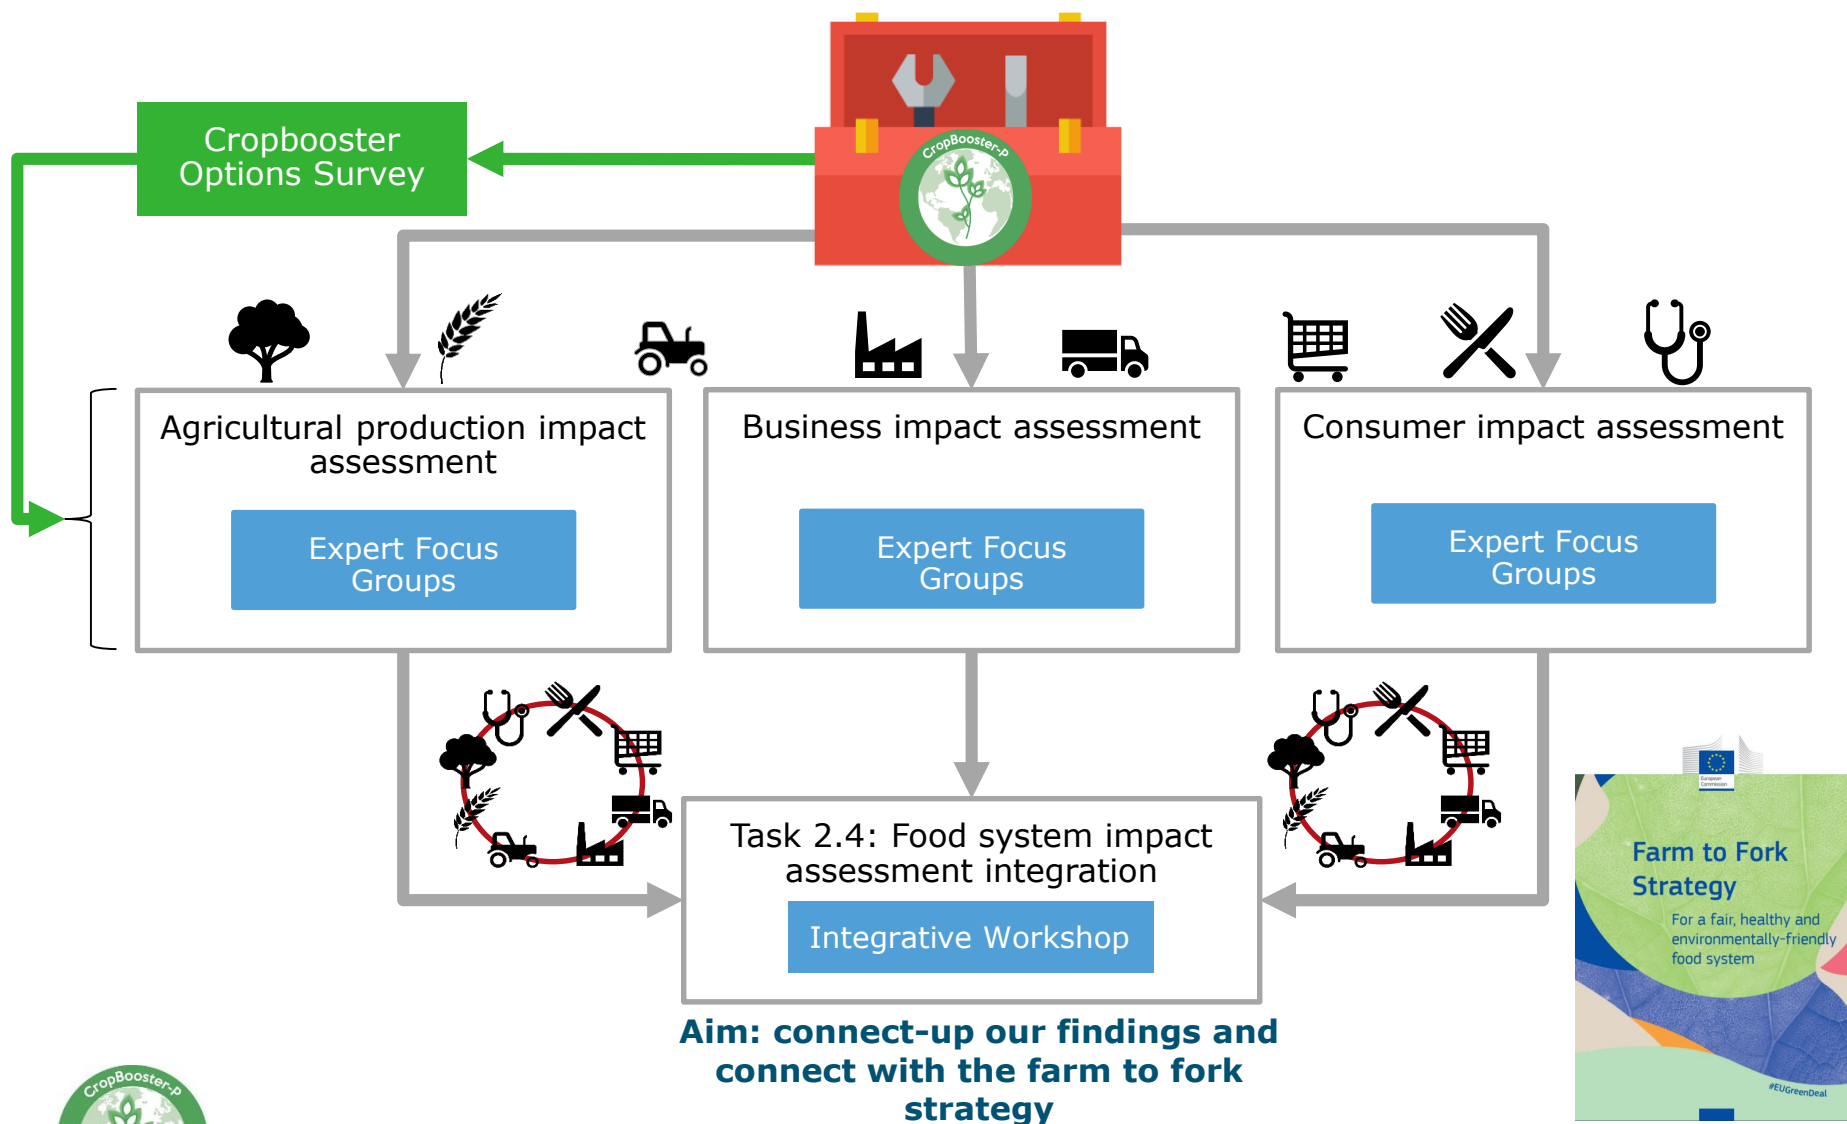 CropBooster-P
Cropbooster
Options Survey
Agricultural production impact
assessment
Expert Focus
Groups
Business impact assessment
Expert Focus
Groups
Consumer impact assessment
Expert Focus
Groups
Task 2.4: Food system impact
assessment integration
Integrative Workshop
Aim: connect-up our findings and
connect with the farm to fork
strategy
European
Commission
Farm to Fork
Strategy
For a fair, healthy and
environmentally-friendly
food system
#EUGreenDeal
CropBooster-P